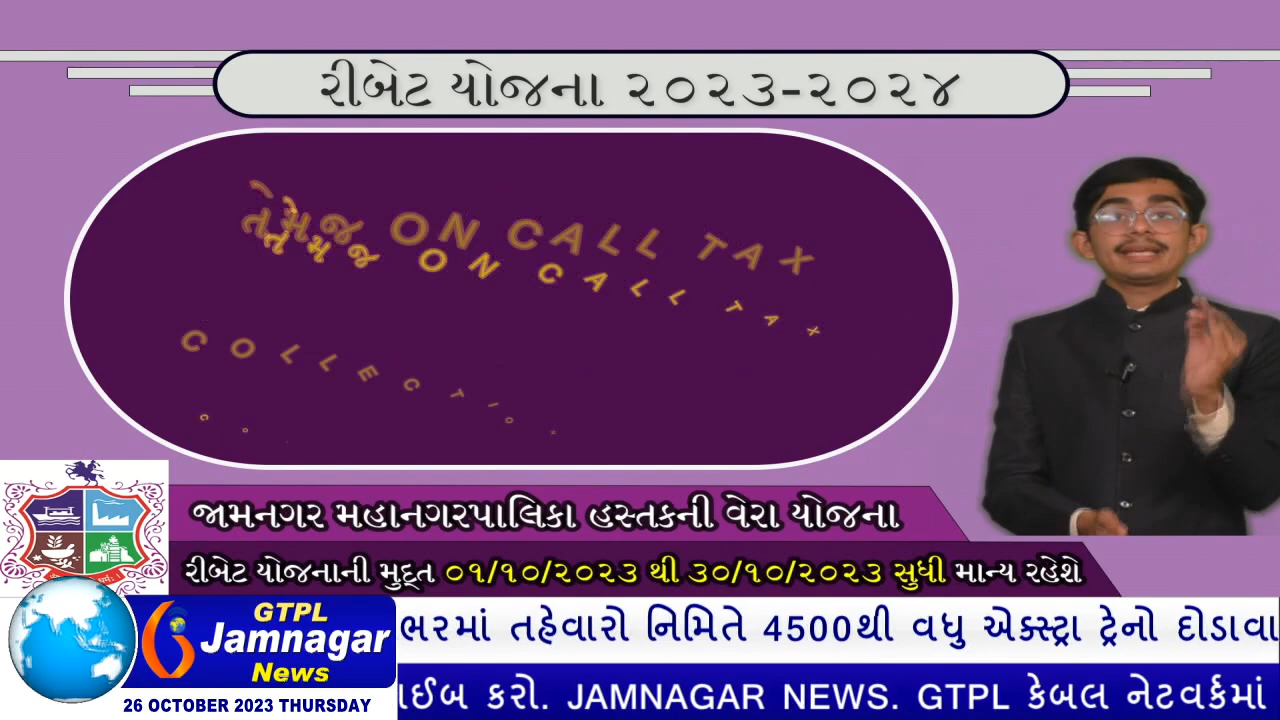 રીબેટ યોજના ૨૦૨૩-૨૦૨૪
તેમજ ON CALL TAX
તેમજ ON CALL TAX
COLLECTION
જામનગર મહાનગરપાલિકા હસ્તકની વેરા યોજના
રીબેટ યોજનાની મુદ્ત ૦૧/૧૦/૨૦૨૩ થી ૩૦/૧૦/૨૦૨૩ સુધી માન્ય રહેશે
GTPL
Jamnagar
News
26 OCTOBER 2023 THURSDAY
ભરમાં તહેવારો નિમિતે 4500થી વધુ એક્સ્ટ્રા ટ્રેનો દોડાવા
ઈબ કરો. JAMNAGAR NEWS. GTPL કેબલ નેટવર્કમાં